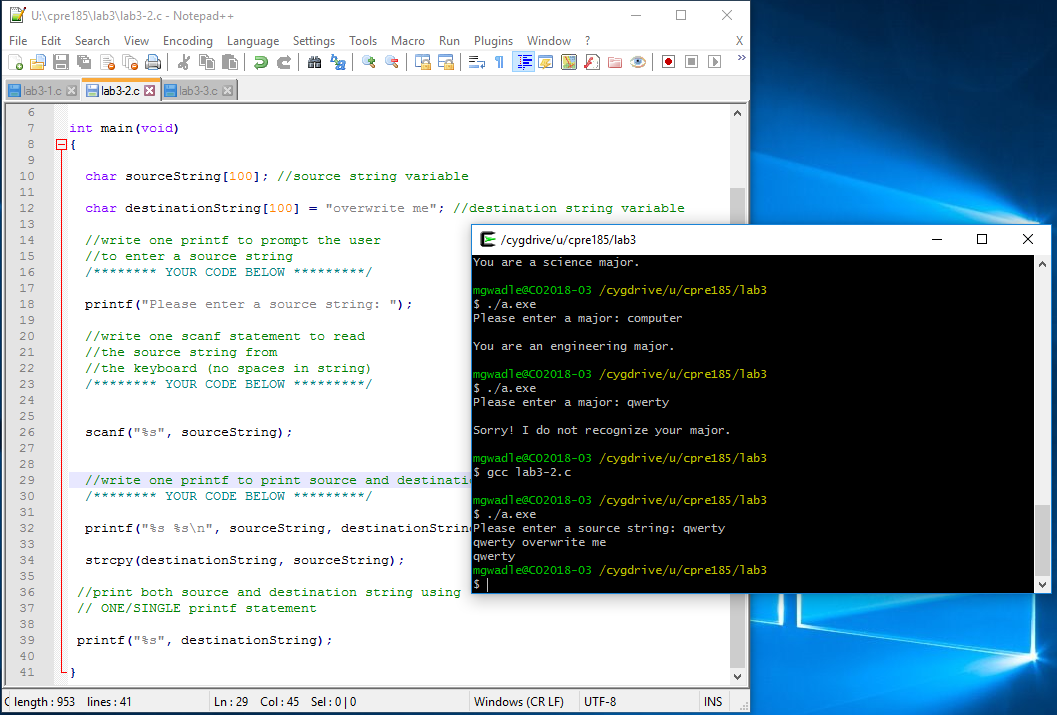 U:\cpre185\lab3\lab3-2.c - Notepad++
File Edit Search View Encoding Language Settings Tools Macro Run Plugins Window ? X
lab3-1.c lab3-2.c lab3-3.c
6
7 int main(void)
8 {
9
10 char sourceString[100]; //source string variable
11
12 char destinationString[100] = "overwrite me"; //destination string variable
13
14 //write one printf to prompt the user
15 //to enter a source string
16 /******** YOUR CODE BELOW *********/
17
18 printf("Please enter a source string: ");
19
20 //write one scanf statement to read
21 //the source string from
22 //the keyboard (no spaces in string)
23 /******** YOUR CODE BELOW *********/
24
25
26 scanf("%s", sourceString);
27
28
29 //write one printf to print source and destinati
30 /******** YOUR CODE BELOW *********/
31
32 printf("%s %s\n", sourceString, destinationString
33
34 strcpy(destinationString, sourceString);
35
36 //print both source and destination string using
37 // ONE/SINGLE printf statement
38
39 printf("%s", destinationString);
40
41 }
C length : 953 lines : 41 Ln : 29 Col : 45 Sel : 0 | 0 Windows (CR LF) UTF-8 INS
/cygdrive/u/cpre185/lab3
You are a science major.
mgwadle@CO2018-03 /cygdrive/u/cpre185/lab3
$ ./a.exe
Please enter a major: computer
You are an engineering major.
mgwadle@CO2018-03 /cygdrive/u/cpre185/lab3
$ ./a.exe
Please enter a major: qwerty
Sorry! I do not recognize your major.
mgwadle@CO2018-03 /cygdrive/u/cpre185/lab3
$ gcc lab3-2.c
mgwadle@CO2018-03 /cygdrive/u/cpre185/lab3
$ ./a.exe
Please enter a source string: qwerty
qwerty overwrite me
qwerty
mgwadle@CO2018-03 /cygdrive/u/cpre185/lab3
$